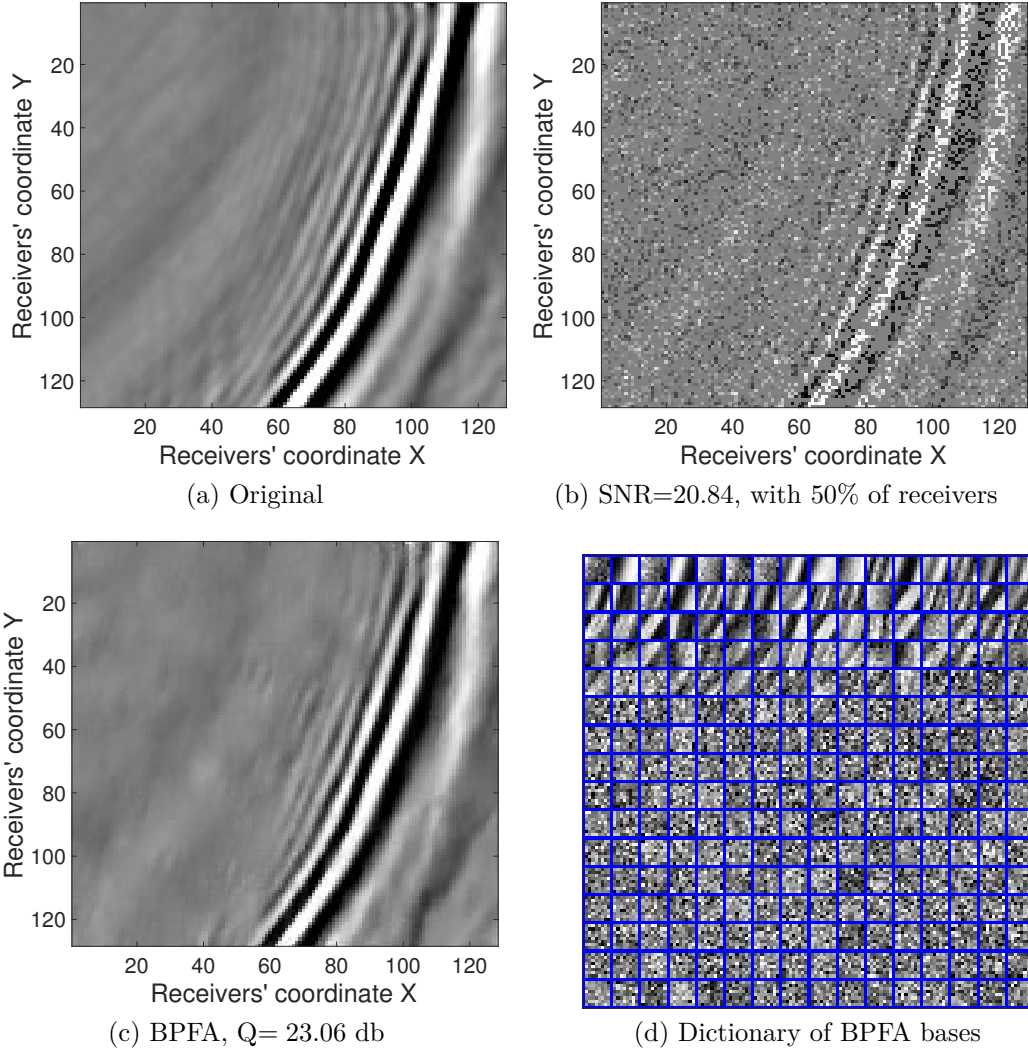 Receivers' coordinate Y
20
40
60
80
100
120
20 40 60 80 100 120
Receivers' coordinate X
(a) Original
Receivers' coordinate Y
20
40
60
80
100
120
20 40 60 80 100 120
Receivers' coordinate X
(b) SNR=20.84, with 50% of receivers
Receivers' coordinate Y
20
40
60
80
100
120
20 40 60 80 100 120
Receivers' coordinate X
(c) BPFA, Q= 23.06 db
(d) Dictionary of BPFA bases